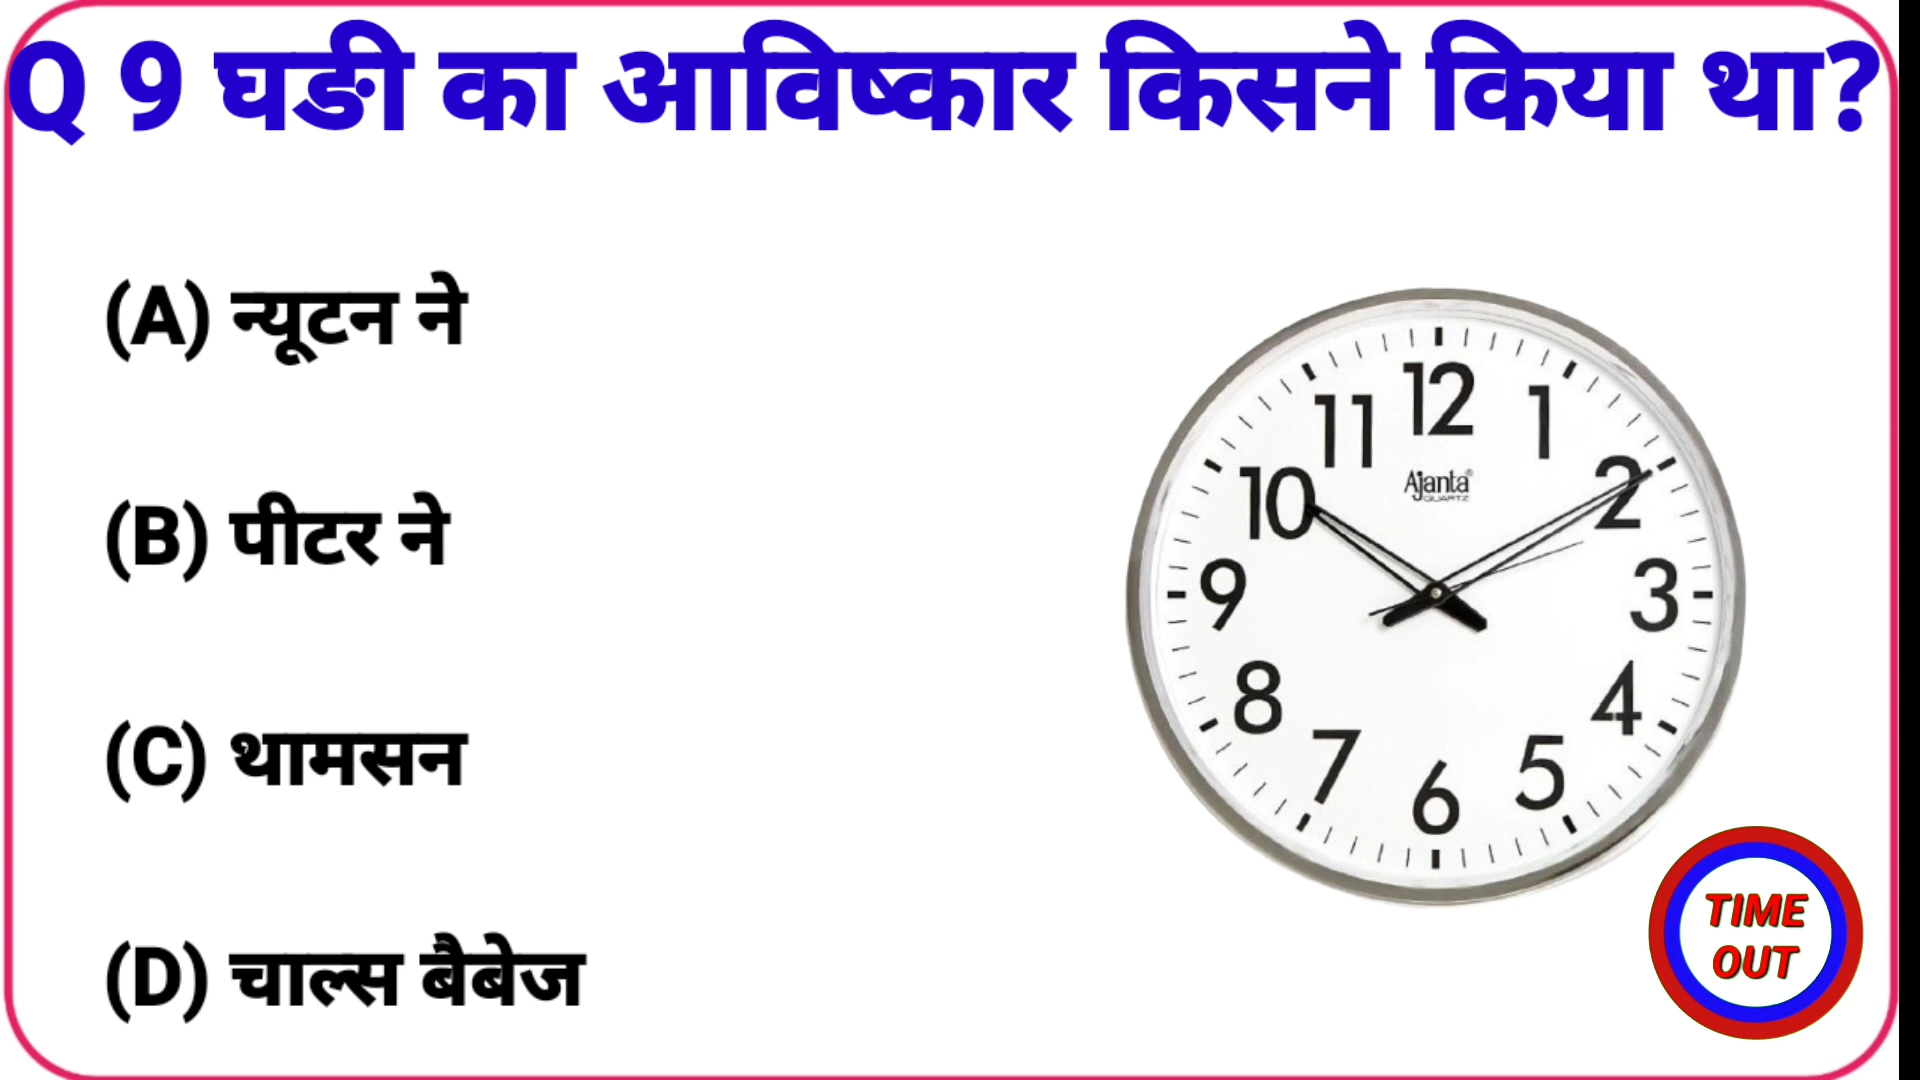 Q 9 घङी का आविष्कार किसने किया था?
(A) न्यूटन ने
(B) पीटर ने
(C) थामसन
(D) चाल्स बैबेज
12
11
1
10
2
Ajanta®
QUARTZ
9
3
8
4
7
5
6
TIME
OUT